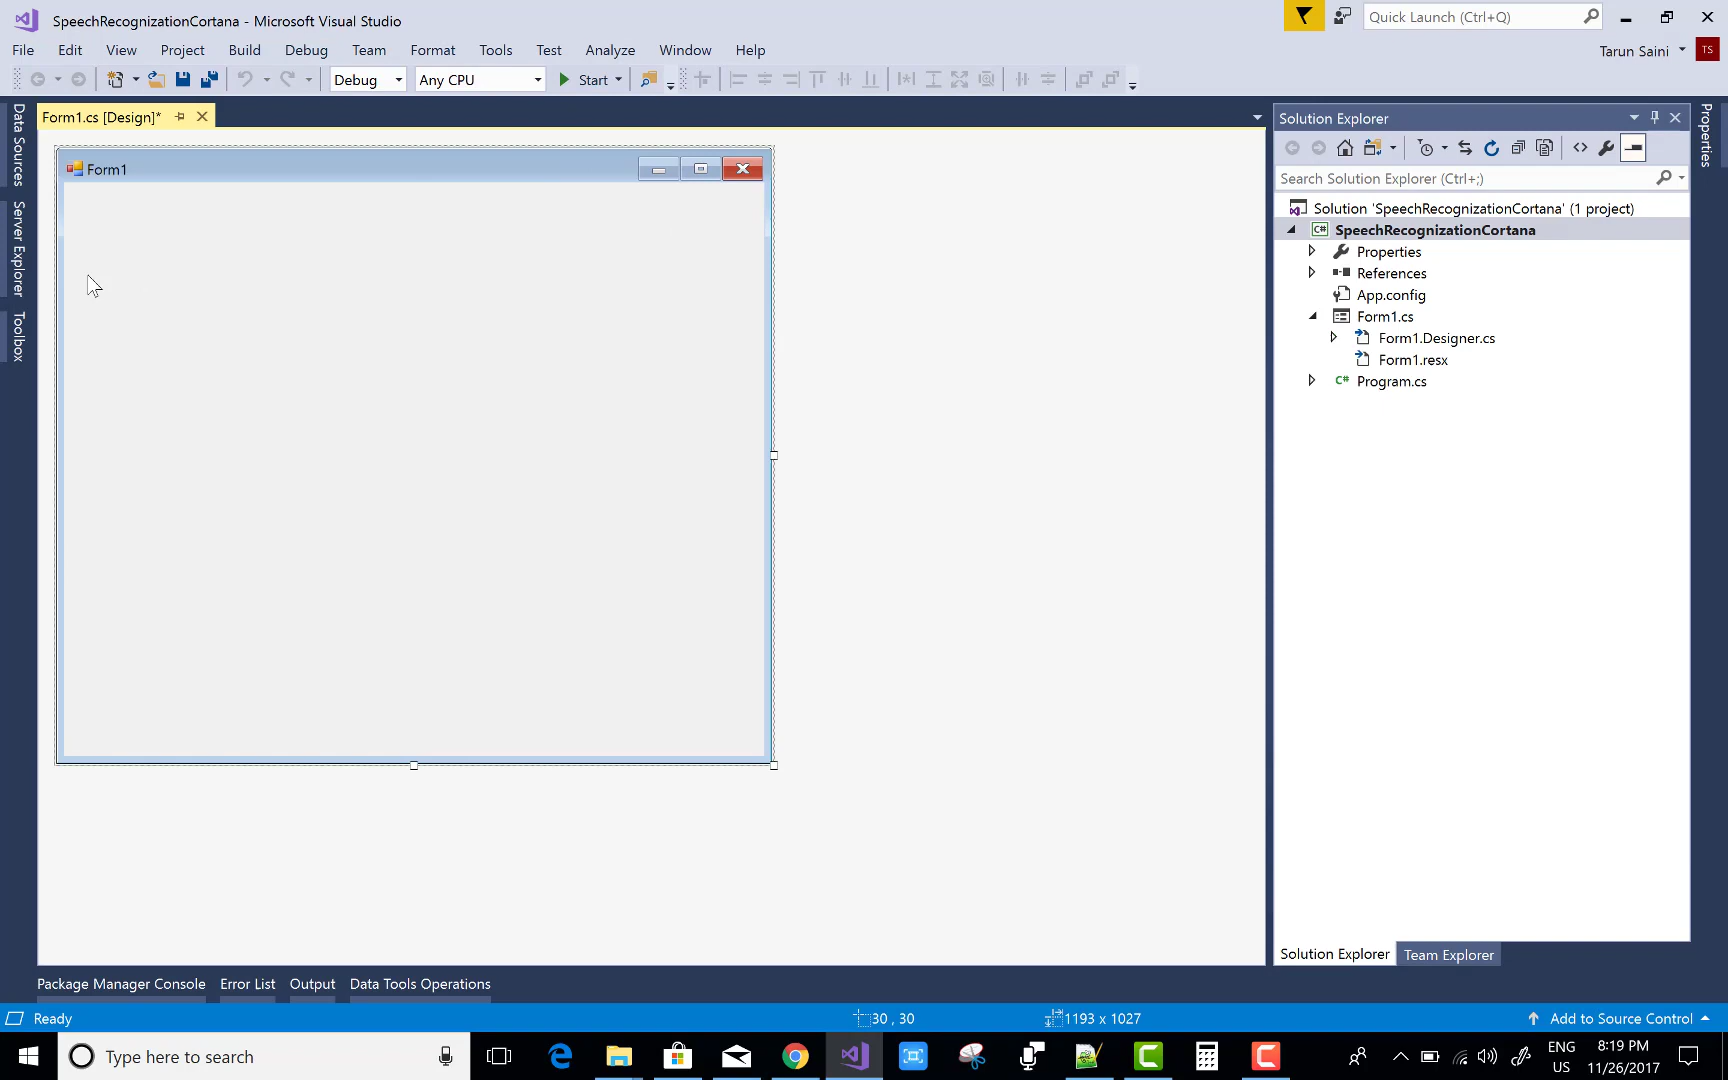 SpeechRecognizationCortana - Microsoft Visual Studio
Quick Launch (Ctrl+Q)
File Edit View Project Build Debug Team Format Tools Test Analyze Window Help
Tarun Saini TS
Debug Any CPU Start
Form1.cs [Design]*
Solution Explorer
Data Sources
Server Explorer
Toolbox
Properties
Form1
Search Solution Explorer (Ctrl+;)
Solution 'SpeechRecognizationCortana' (1 project)
C# SpeechRecognizationCortana
Properties
References
App.config
Form1.cs
Form1.Designer.cs
Form1.resx
C# Program.cs
Solution Explorer Team Explorer
Package Manager Console Error List Output Data Tools Operations
Ready 30 , 30 1193 x 1027 Add to Source Control
Type here to search
ENG
US
8:19 PM
11/26/2017